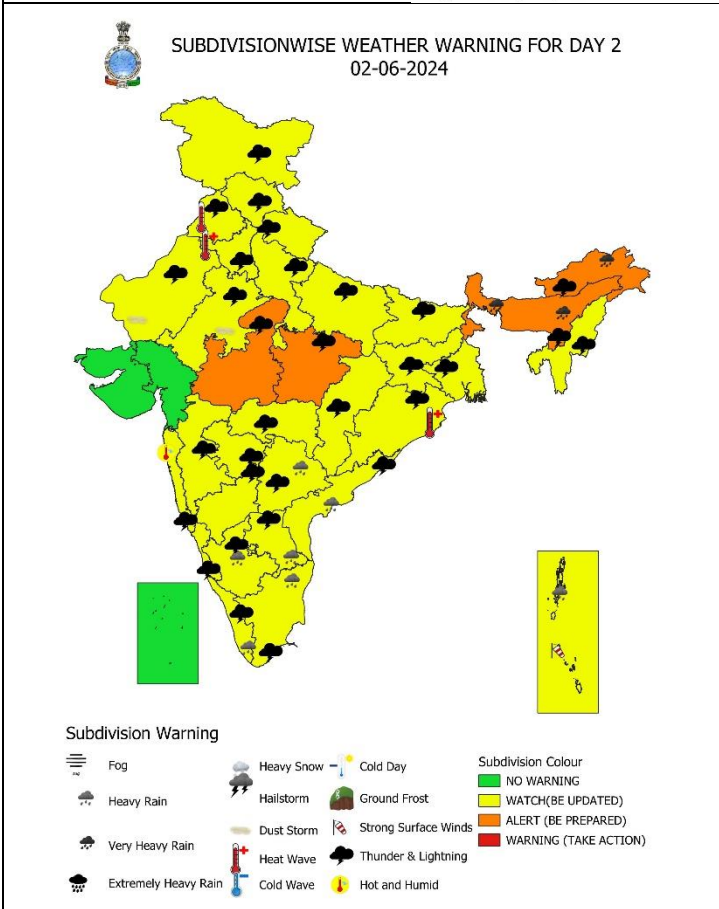 SUBDIVISIONWISE WEATHER WARNING FOR DAY 2
02-06-2024
Subdivision Warning
Fog
Heavy Rain
Very Heavy Rain
Extremely Heavy Rain
Heavy Snow
Hailstorm
Dust Storm
Heat Wave
Cold Wave
Cold Day
Ground Frost
Strong Surface Winds
Thunder & Lightning
Hot and Humid
Subdivision Colour
NO WARNING
WATCH(BE UPDATED)
ALERT (BE PREPARED)
WARNING (TAKE ACTION)